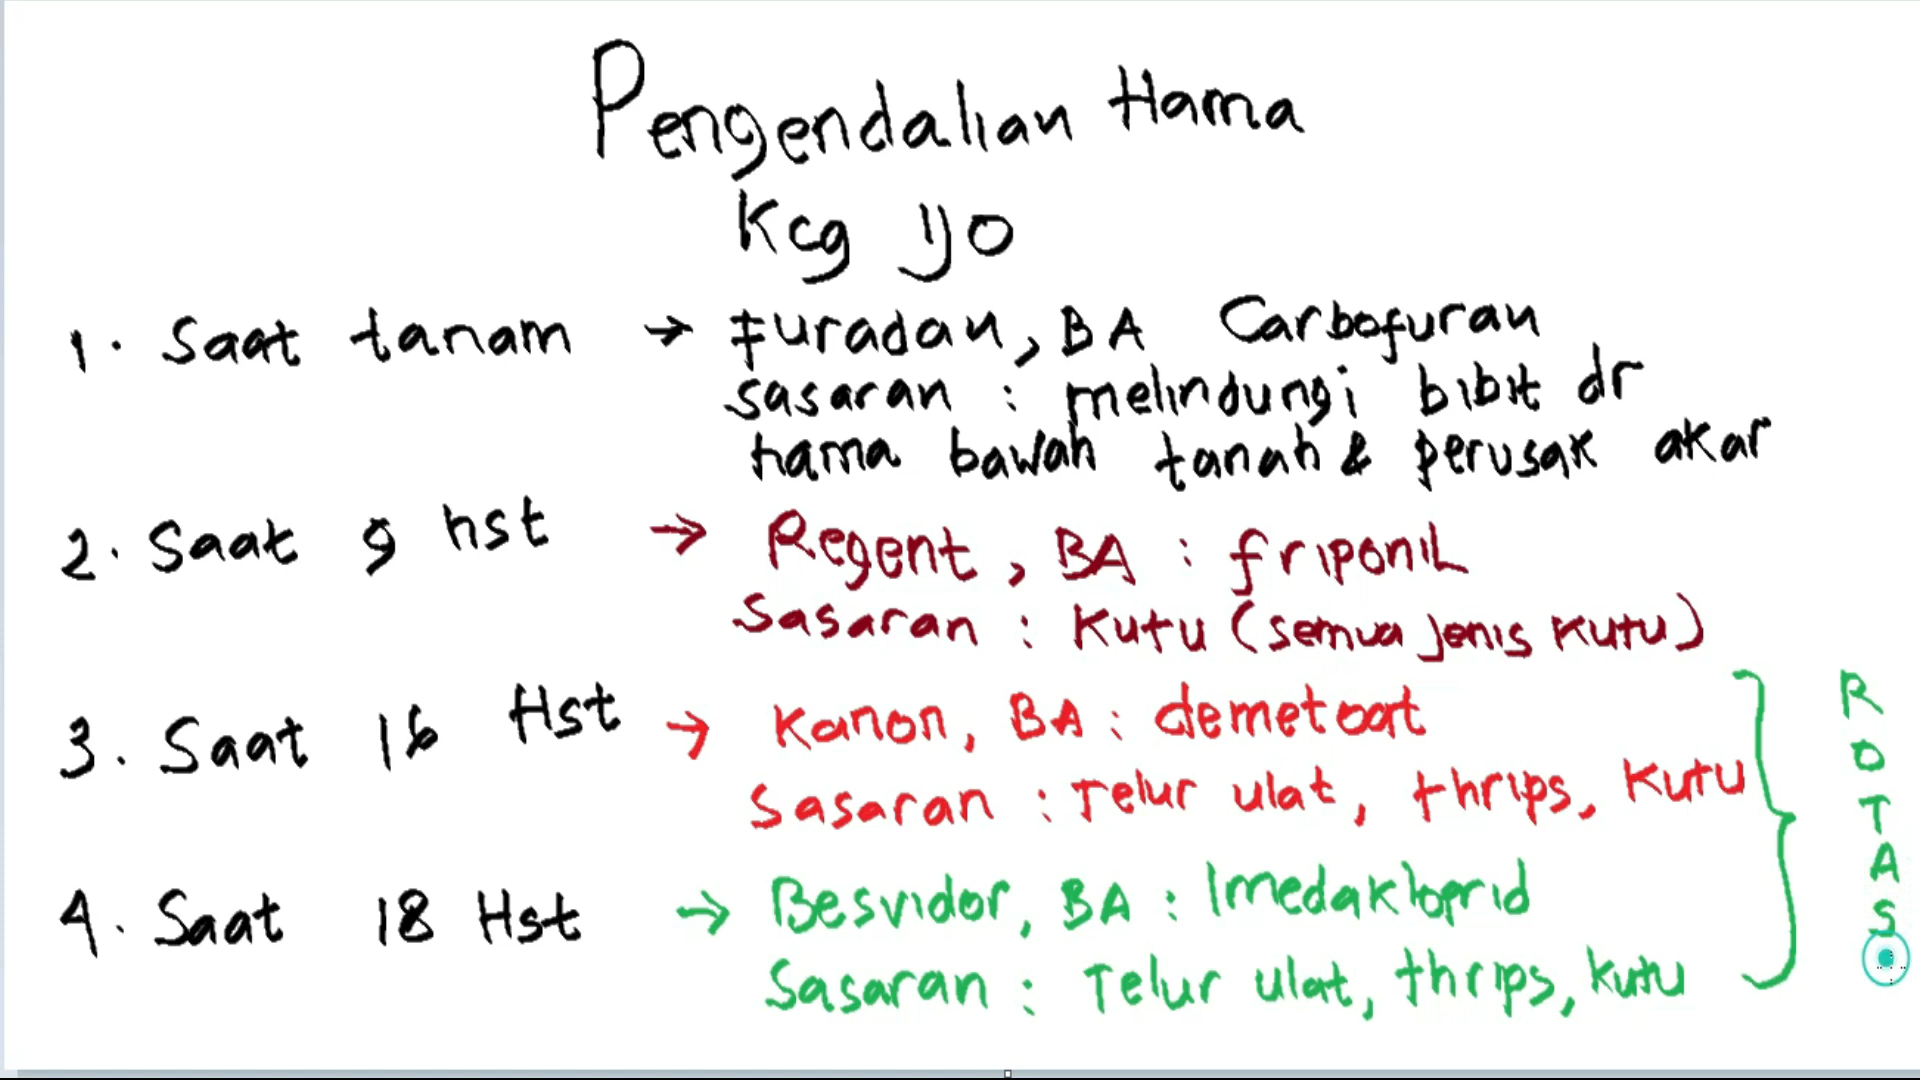 Pengendalian Hama
Kcg Ijo
1. Saat tanam → Furadan, BA Carbofuran
sasaran : melindungi bibit dr
hama bawah tanah & perusak akar
2. Saat 9 hst → Regent, BA : friponil
Sasaran : Kutu (semua jenis kutu)
3. Saat 16 Hst → Kanon, BA : demetoat
Sasaran : Telur ulat, thrips, kutu
4. Saat 18 Hst → Besvidor, BA : Imedakloprid
Sasaran : Telur ulat, thrips, kutu
ROTAS